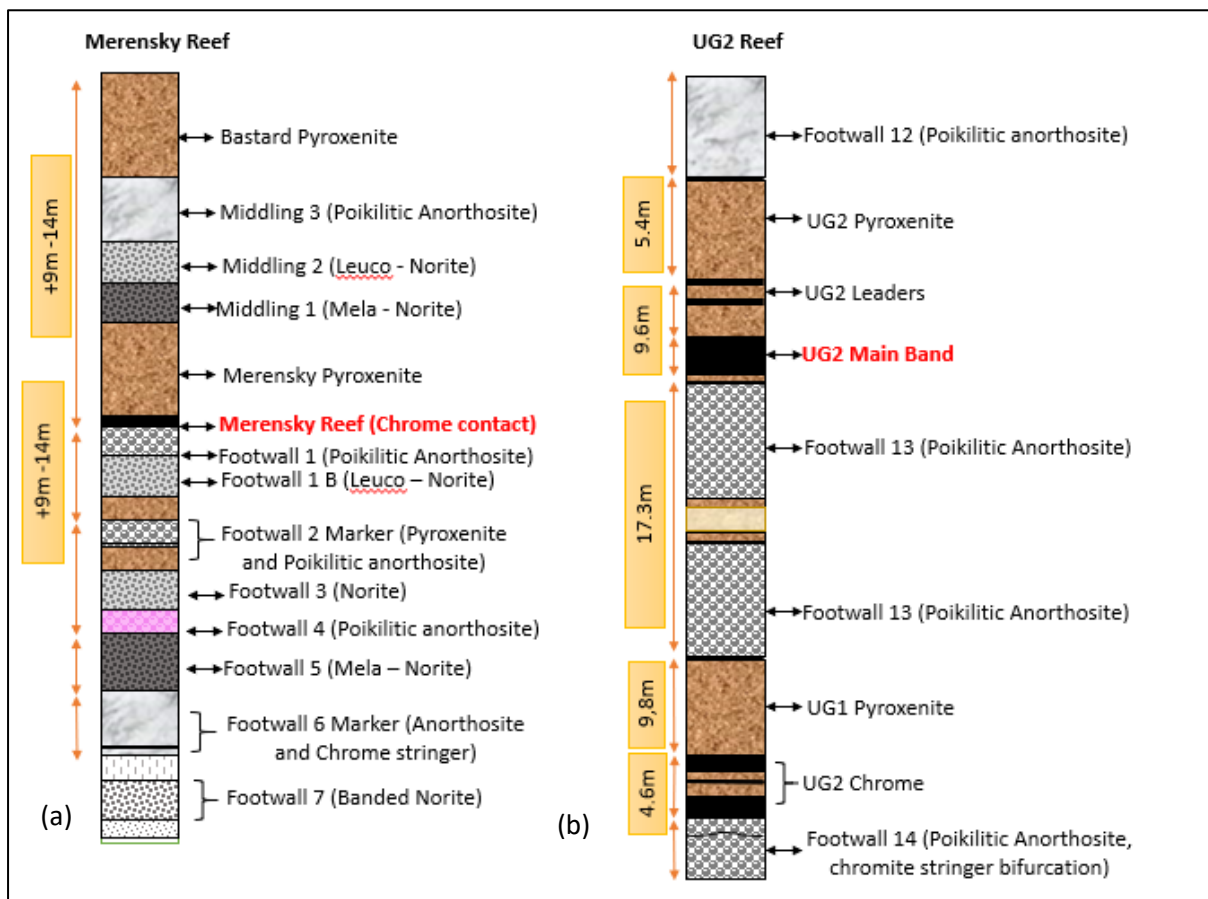 Merensky Reef
+9m -14m
+9m -14m
Bastard Pyroxenite
Middling 3 (Poikilitic Anorthosite)
Middling 2 (Leuco - Norite)
Middling 1 (Mela - Norite)
Merensky Pyroxenite
Merensky Reef (Chrome contact)
Footwall 1 (Poikilitic Anorthosite)
Footwall 1 B (Leuco – Norite)
Footwall 2 Marker (Pyroxenite
and Poikilitic anorthosite)
Footwall 3 (Norite)
Footwall 4 (Poikilitic anorthosite)
Footwall 5 (Mela – Norite)
Footwall 6 Marker (Anorthosite
and Chrome stringer)
Footwall 7 (Banded Norite)
(a)
UG2 Reef
5.4m
9.6m
17.3m
9,8m
4.6m
Footwall 12 (Poikilitic anorthosite)
UG2 Pyroxenite
UG2 Leaders
UG2 Main Band
Footwall 13 (Poikilitic Anorthosite)
Footwall 13 (Poikilitic Anorthosite)
UG1 Pyroxenite
UG2 Chrome
Footwall 14 (Poikilitic Anorthosite,
chromite stringer bifurcation)
(b)